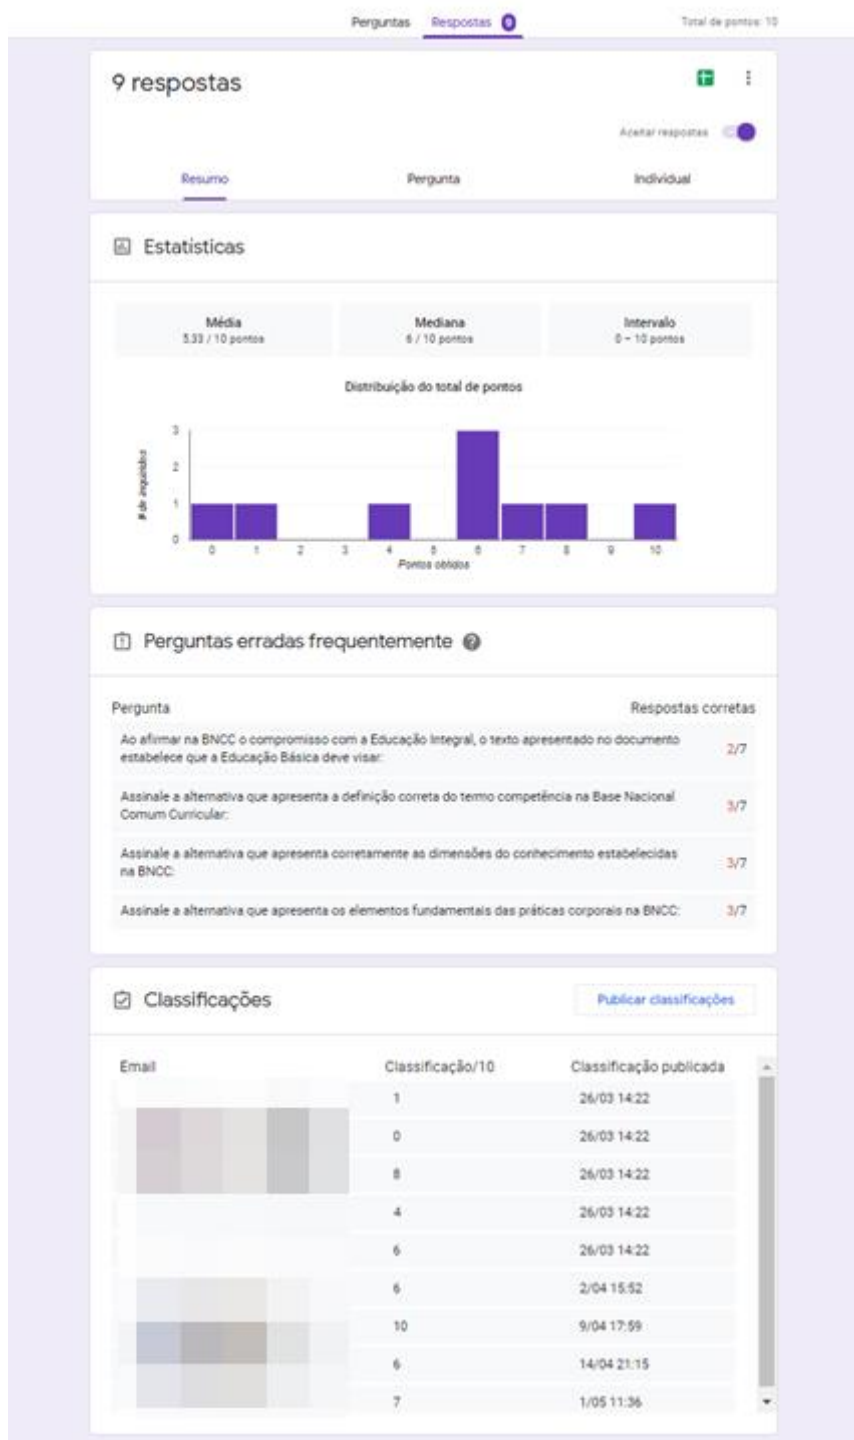 Perguntas Respostas 9 Total de pontos: 10
9 respostas
Aceitar respostas
Resumo Pergunta Individual
Estatísticas
Média Mediana Intervalo
5.33 / 10 pontos 6 / 10 pontos 0 – 10 pontos
Distribuição do total de pontos
# de inquiridos
3
2
1
0
0 1 2 3 4 5 6 7 8 9 10
Pontos obtidos
Perguntas erradas frequentemente ?
Pergunta Respostas corretas
Ao afirmar na BNCC o compromisso com a Educação Integral, o texto apresentado no documento
estabelece que a Educação Básica deve visar: 2/7
Assinale a alternativa que apresenta a definição correta do termo competência na Base Nacional
Comum Curricular: 3/7
Assinale a alternativa que apresenta corretamente as dimensões do conhecimento estabelecidas
na BNCC: 3/7
Assinale a alternativa que apresenta os elementos fundamentais das práticas corporais na BNCC: 3/7
Classificações Publicar classificações
Email Classificação/10 Classificação publicada
1 26/03 14:22
0 26/03 14:22
8 26/03 14:22
4 26/03 14:22
6 26/03 14:22
6 2/04 15:52
10 9/04 17:59
6 14/04 21:15
7 1/05 11:36